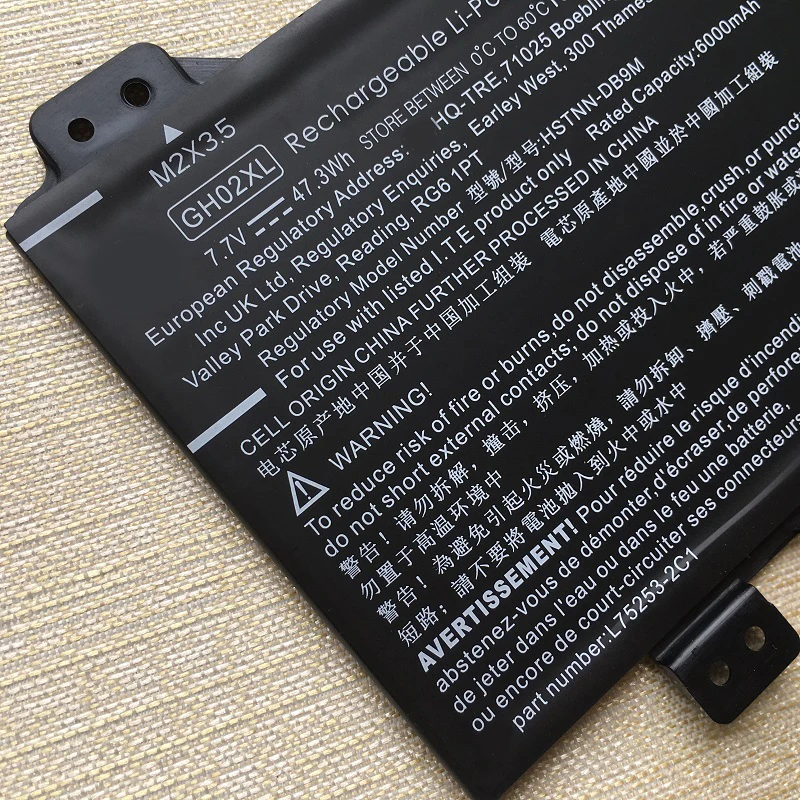 M2X3.5
GH02XL
Rechargeable Li-Po
7.7V 47.3Wh STORE BETWEEN 0°C TO 60°C
European Regulatory Address: HQ-TRE,71025 Boebling
Inc UK Ltd, Regulatory Enquiries, Earley West, 300 Thames
Valley Park Drive, Reading, RG6 1PT
Regulatory Model Number 型號/型号:HSTNN-DB9M
For use with listed I.T.E product only Rated Capacity:6000mAh
CELL ORIGIN CHINA FURTHER PROCESSED IN CHINA
电芯原产地中国并于中国加工组装 電芯原產地中國並於中國加工組裝
WARNING!
To reduce risk of fire or burns,do not disassemble,crush,or punct
do not short external contacts; do not dispose of in fire or water
警告! 请勿拆解,撞击,挤压,加热或投入火中,若严重鼓胀
勿置于高温环境中
警告! 為避免引起火災或燃燒,請勿拆卸、擠壓、刺戳電池
短路;請不要將電池拋入到火中或水中
AVERTISSEMENT! Pour réduire le risque d'incendi
abstenez-vous de démonter,d'écraser,de perfore
de jeter dans l'eau ou dans le feu une batterie,
ou encore de court-circuiter ses connecteurs
part number:L75253-2C1